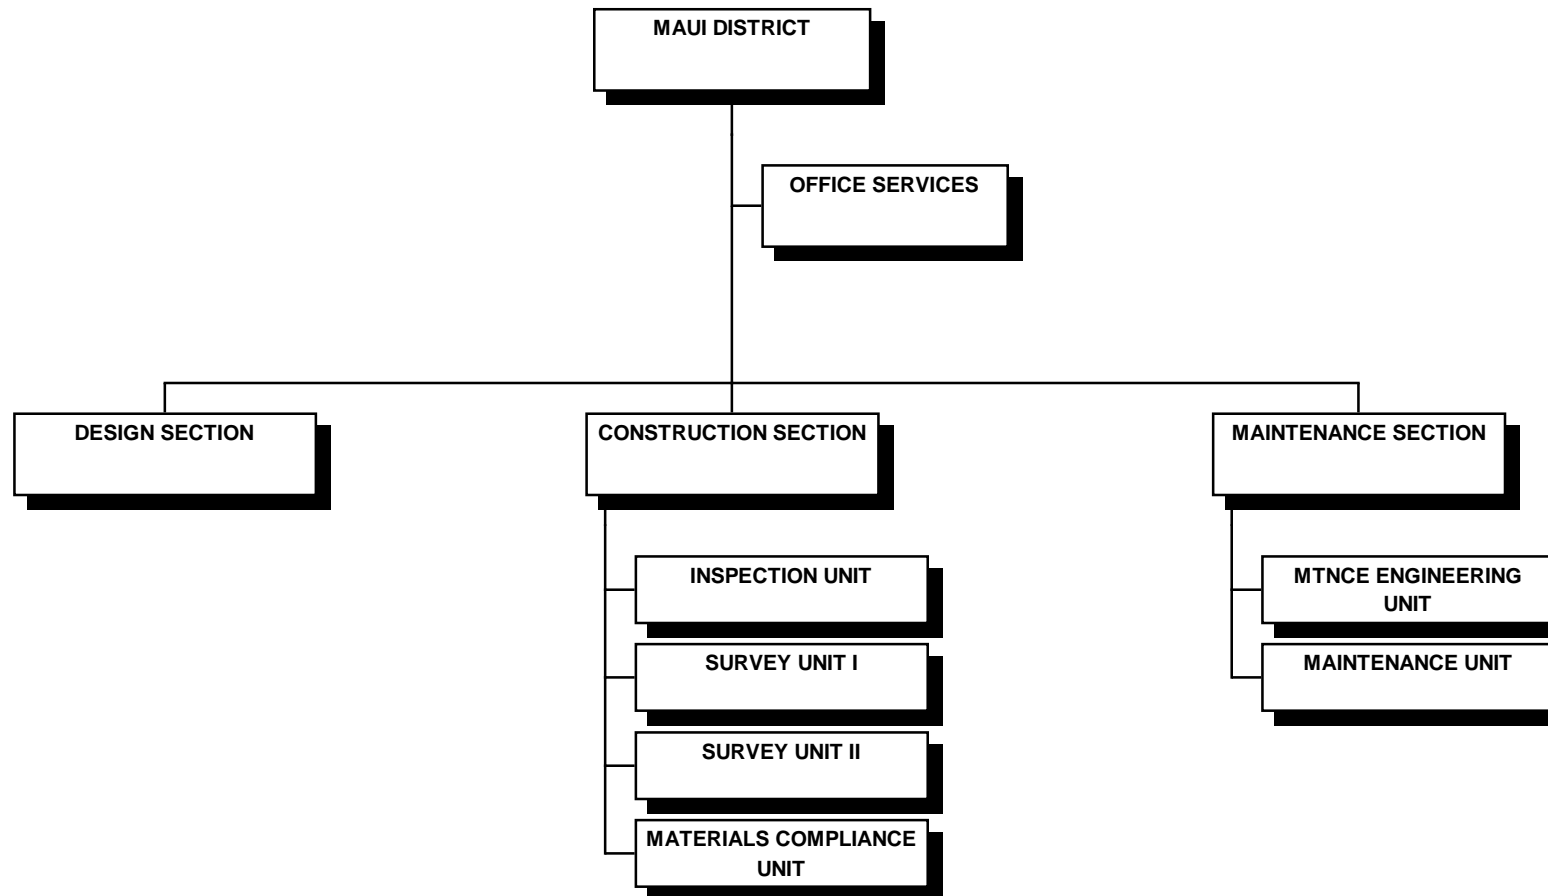 MAUI DISTRICT
OFFICE SERVICES
DESIGN SECTION
CONSTRUCTION SECTION
MAINTENANCE SECTION
INSPECTION UNIT
SURVEY UNIT I
SURVEY UNIT II
MATERIALS COMPLIANCE
UNIT
MTNCE ENGINEERING
UNIT
MAINTENANCE UNIT